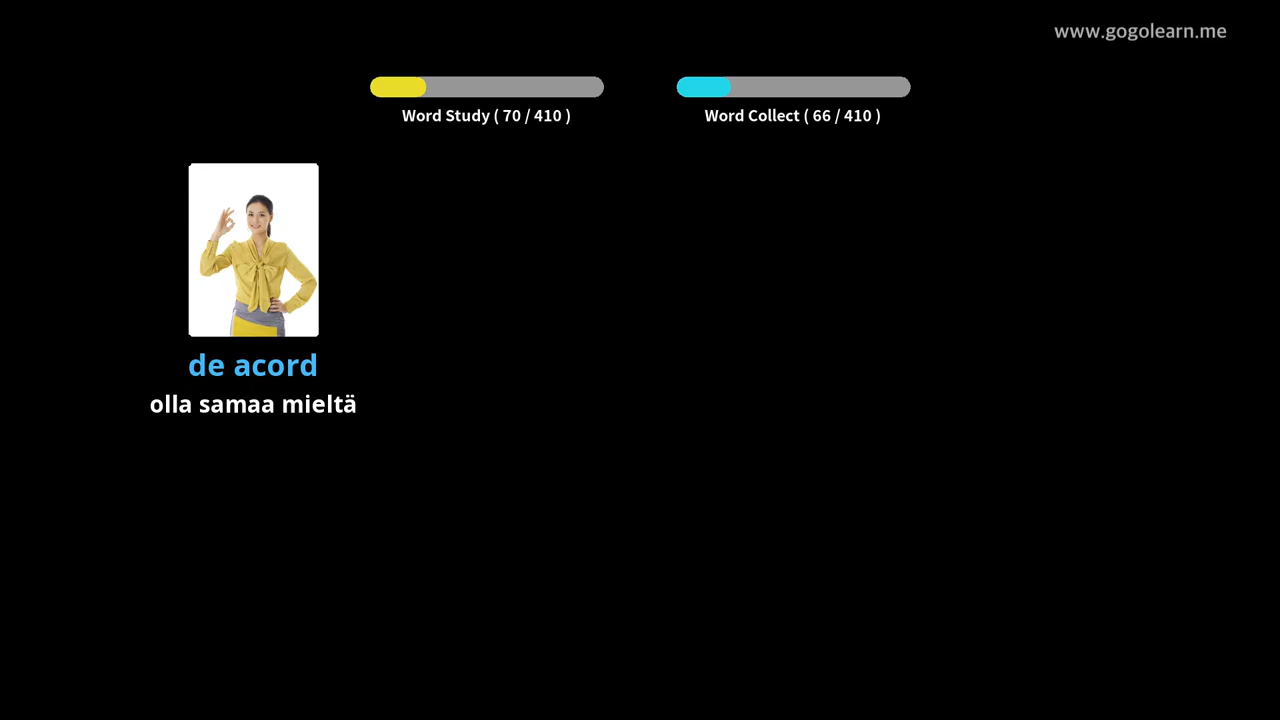 www.gogolearn.me
Word Study ( 70 / 410 )
Word Collect ( 66 / 410 )
de acord
olla samaa mieltä